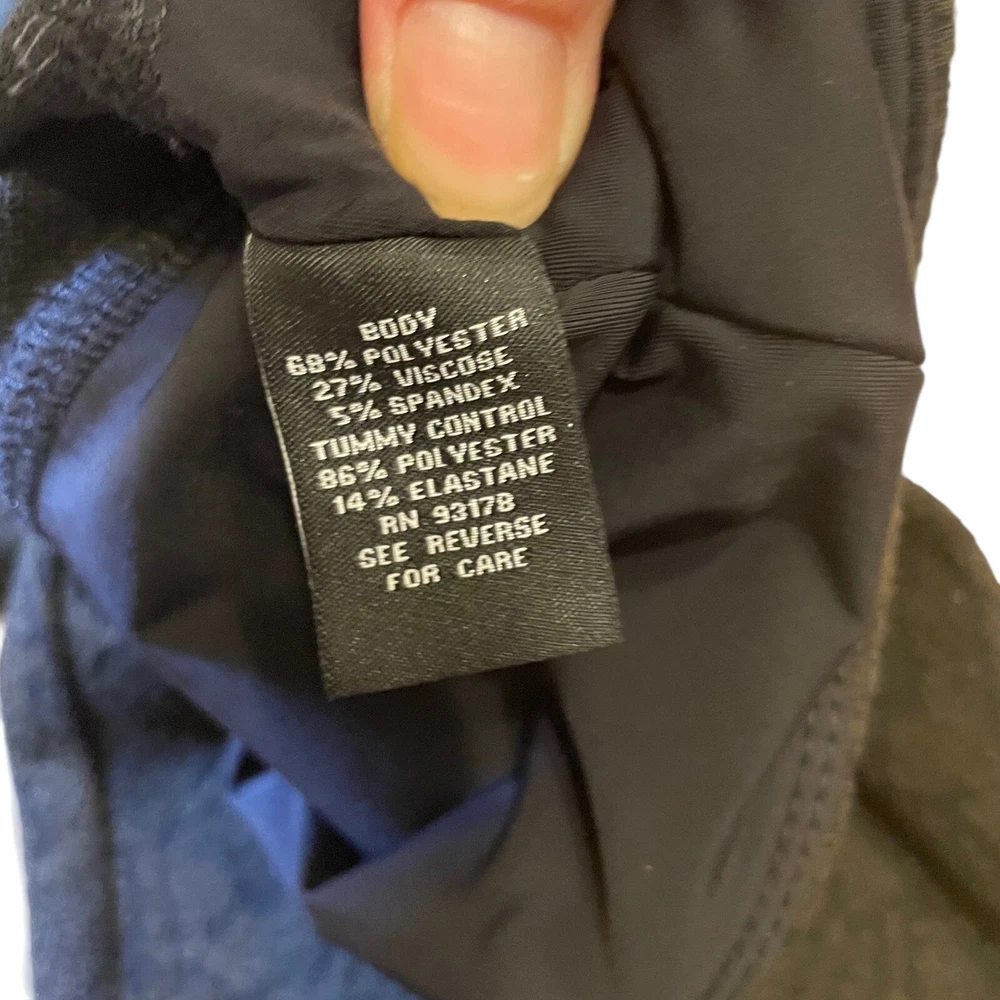 BODY
68% POLYESTER
27% VISCOSE
5% SPANDEX
TUMMY CONTROL
86% POLYESTER
14% ELASTANE
RN 93178
SEE REVERSE
FOR CARE